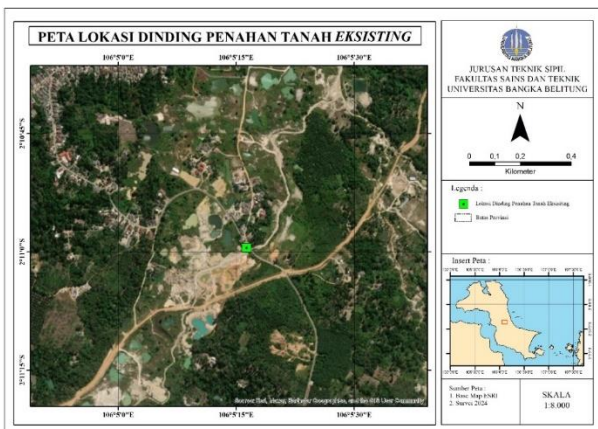 PETA LOKASI DINDING PENAHAN TANAH EKSISTING
106°5'0"E 106°5'15"E 106°5'30"E
2°10'45"S
2°11'0"S
2°11'15"S
106°5'0"E 106°5'15"E 106°5'30"E
JURUSAN TEKNIK SIPIL
FAKULTAS SAINS DAN TEKNIK
UNIVERSITAS BANGKA BELITUNG
N
0 0,1 0,2 0,4
Kilometer
Legenda :
Lokasi Dinding Penahan Tanah Eksisting
Batas Provinsi
Insert Peta :
Sumber Peta :
1. Base Map ESRI
2. Survei 2024
SKALA
1:8.000